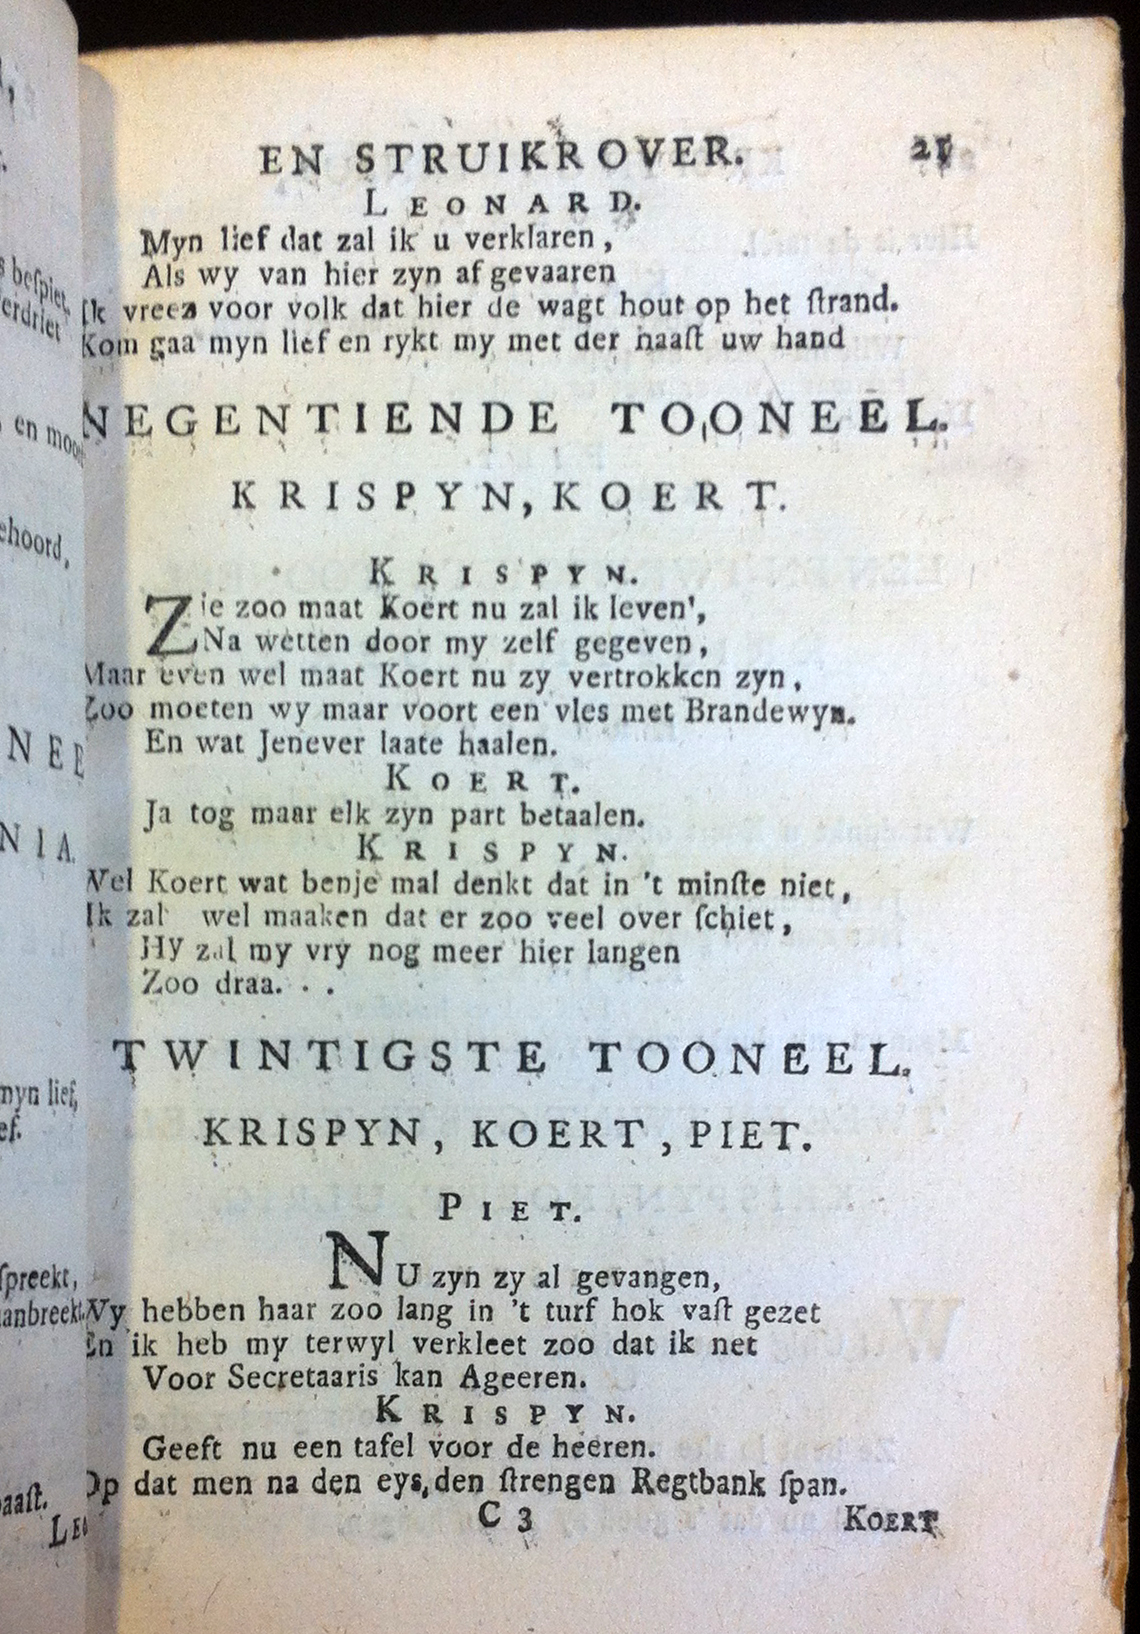 EN STRUIKROVER. 21
LEONARD.
Myn lief dat zal ik u verklaren,
Als wy van hier zyn af gevaaren
Ik vrees voor volk dat hier de wagt hout op het ſtrand.
Kom gaa myn lief en rykt my met der haaſt uw hand
NEGENTIENDE TOONEEL.
KRISPYN, KOERT.
KRISPYN.
Zie zoo maat Koert nu zal ik leven',
Na wetten door my zelf gegeven,
Maar even wel maat Koert nu zy vertrokken zyn,
Zoo moeten wy maar voort een vles met Brandewyn.
En wat Jenever laate haalen.
KOERT.
Ja tog maar elk zyn part betaalen.
KRISPYN.
Wel Koert wat benje mal denkt dat in 't minſte niet,
Ik zal wel maaken dat er zoo veel over ſchiet,
Hy zal my vry nog meer hier langen
Zoo draa. . .
TWINTIGSTE TOONEEL.
KRISPYN, KOERT, PIET.
PIET.
NU zyn zy al gevangen,
Wy hebben haar zoo lang in 't turf hok vaſt gezet
En ik heb my terwyl verkleet zoo dat ik net
Voor Secretaaris kan Ageeren.
KRISPYN.
Geeft nu een tafel voor de heeren.
Op dat men na den eys, den ſtrengen Regtbank ſpan.
C 3 KOERT